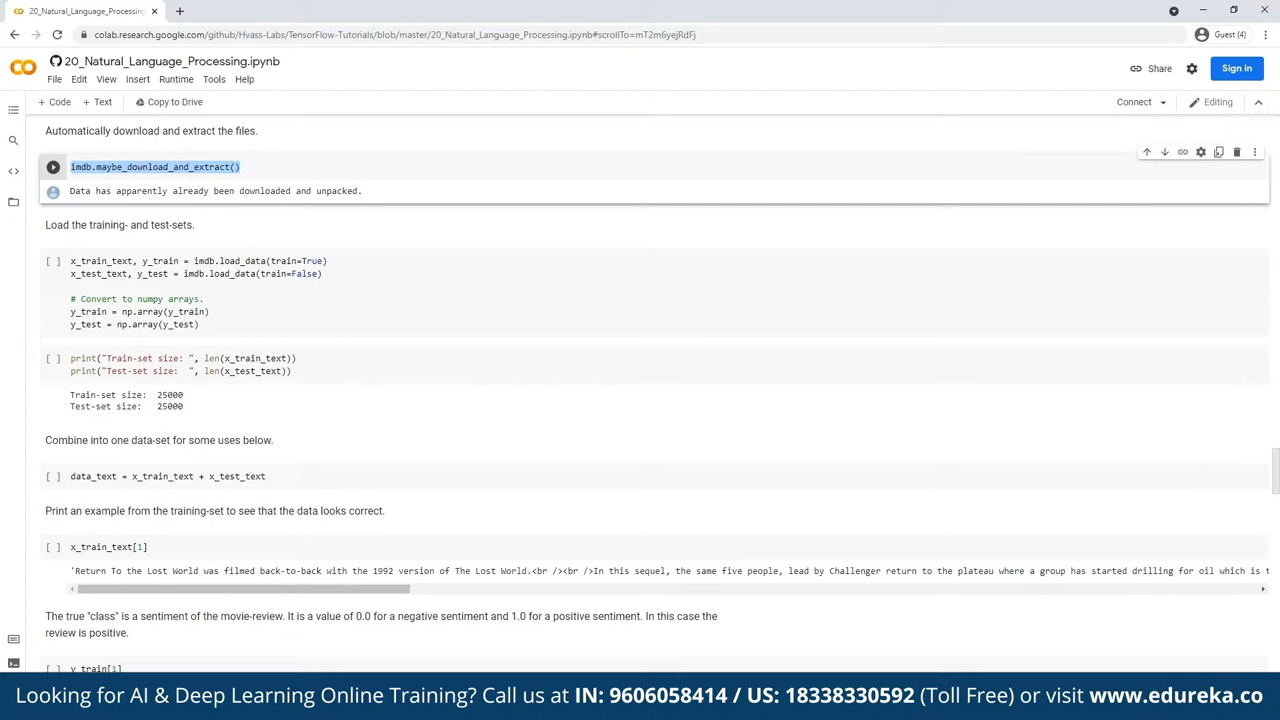 20_Natural_Language_Processing
colab.research.google.com/github/Hvass-Labs/TensorFlow-Tutorials/blob/master/20_Natural_Language_Processing.ipynb#scrollTo=mT2m6yejRdFj
Guest (4)
20_Natural_Language_Processing.ipynb
File Edit View Insert Runtime Tools Help
Share
Sign in
+ Code + Text Copy to Drive
Connect
Editing
Automatically download and extract the files.
imdb.maybe_download_and_extract()
Data has apparently already been downloaded and unpacked.
Load the training- and test-sets.
[ ] x_train_text, y_train = imdb.load_data(train=True)
x_test_text, y_test = imdb.load_data(train=False)
# Convert to numpy arrays.
y_train = np.array(y_train)
y_test = np.array(y_test)
[ ] print("Train-set size: ", len(x_train_text))
print("Test-set size:  ", len(x_test_text))
Train-set size:  25000
Test-set size:   25000
Combine into one data-set for some uses below.
[ ] data_text = x_train_text + x_test_text
Print an example from the training-set to see that the data looks correct.
[ ] x_train_text[1]
'Return To the Lost World was filmed back-to-back with the 1992 version of The Lost World.<br /><br />In this sequel, the same five people, lead by Challenger return to the plateau where a group has started drilling for oil which is t
The true "class" is a sentiment of the movie-review. It is a value of 0.0 for a negative sentiment and 1.0 for a positive sentiment. In this case the
review is positive.
[ ] y_train[1]
Looking for AI & Deep Learning Online Training? Call us at IN: 9606058414 / US: 18338330592 (Toll Free) or visit www.edureka.co